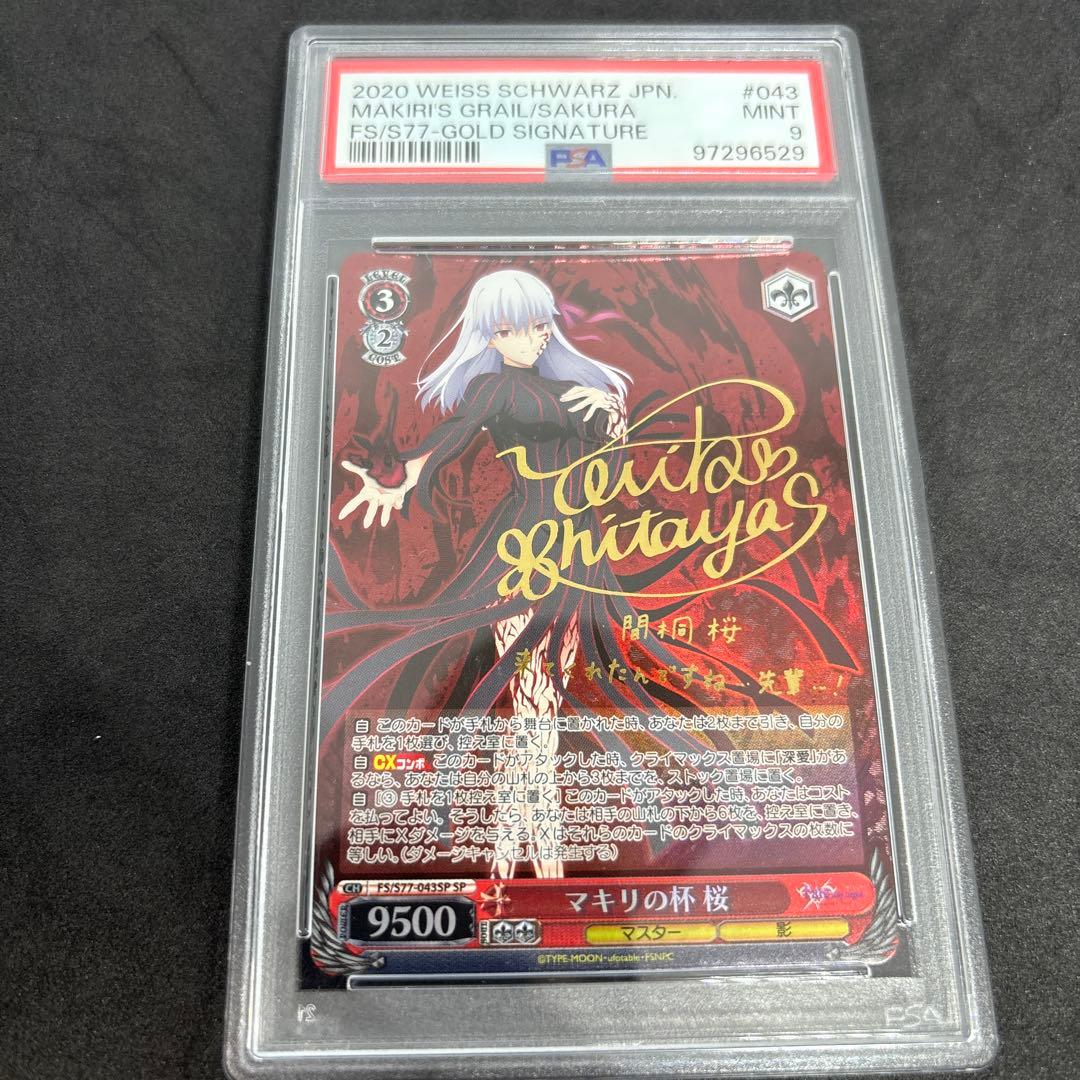 2020 WEISS SCHWARZ JPN. #043
MAKIRI'S GRAIL/SAKURA MINT
FS/S77-GOLD SIGNATURE 9
PSA 97296529
LEVEL
3
2
COST
間桐 桜
来てくれたんですね…先輩…!
自 このカードが手札から舞台に置かれた時、あなたは2枚まで引き、自分の
手札を1枚選び、控え室に置く。
自 CXコンボ このカードがアタックした時、クライマックス置場に「深愛」があ
るなら、あなたは自分の山札の上から3枚までを、ストック置場に置く。
自 [③ 手札を1枚控え室に置く] このカードがアタックした時、あなたはコスト
を払ってよい。そうしたら、あなたは相手の山札の下から6枚を、控え室に置き、
相手にXダメージを与える。Xはそれらのカードのクライマックスの枚数に
等しい。(ダメージキャンセルは発生する)
CH FS/S77-043SP SP
マキリの杯 桜
POWER 9500 SOUL
マスター 影
©TYPE-MOON・ufotable・FSNPC
PSA